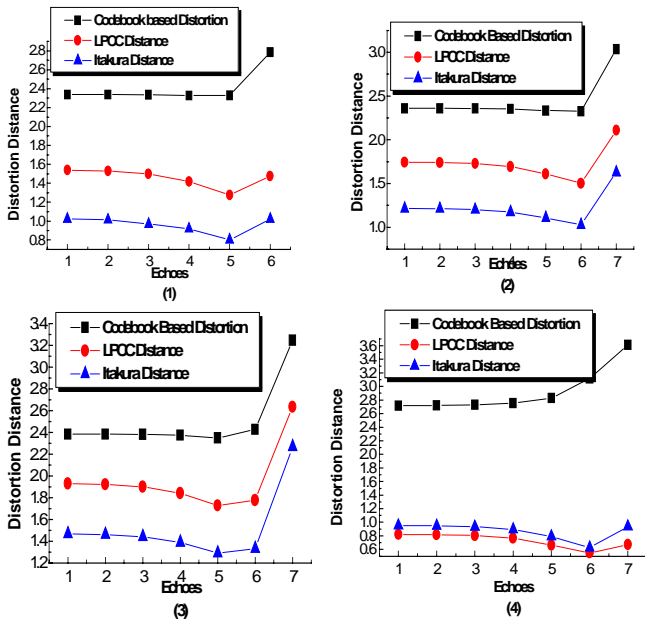 Codebook based Distortion
LPCC Distance
Itakura Distance
Distortion Distance
2.8
2.6
2.4
2.2
2.0
1.8
1.6
1.4
1.2
1.0
0.8
1 2 3 4 5 6
Echoes
(1)
Codebook Based Distortion
LPCC Distance
Itakura Distance
Distortion Distance
3.0
2.5
2.0
1.5
1.0
1 2 3 4 5 6 7
Echoes
(2)
Codebook Based Distortion
LPCC Distance
Itakura Distance
Distortion Distance
3.4
3.2
3.0
2.8
2.6
2.4
2.2
2.0
1.8
1.6
1.4
1.2
1 2 3 4 5 6 7
Echoes
(3)
Codebook Based Distortion
LPCC Distance
Itakura Distance
Distortion Distance
3.6
3.4
3.2
3.0
2.8
2.6
2.4
2.2
2.0
1.8
1.6
1.4
1.2
1.0
0.8
0.6
1 2 3 4 5 6 7
Echoes
(4)